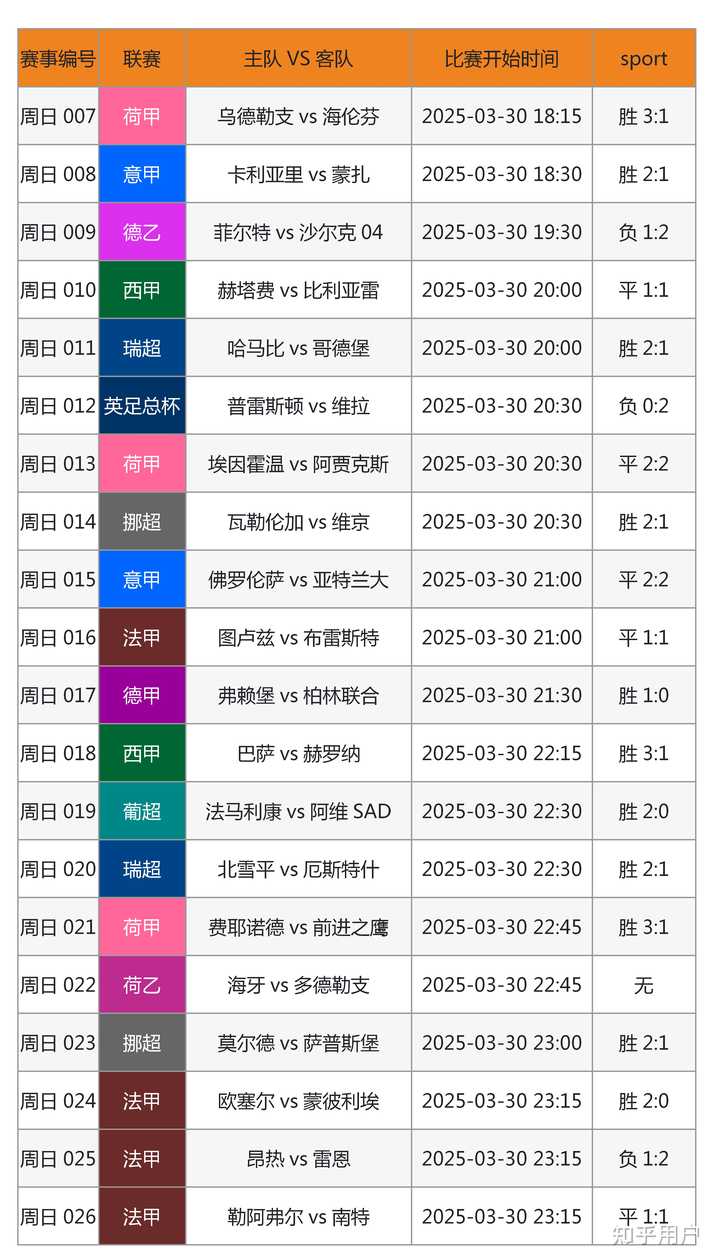 赛事编号 联赛 主队 VS 客队 比赛开始时间 sport
周日 007 荷甲 乌德勒支 vs 海伦芬 2025-03-30 18:15 胜 3:1
周日 008 意甲 卡利亚里 vs 蒙扎 2025-03-30 18:30 胜 2:1
周日 009 德乙 菲尔特 vs 沙尔克 04 2025-03-30 19:30 负 1:2
周日 010 西甲 赫塔费 vs 比利亚雷 2025-03-30 20:00 平 1:1
周日 011 瑞超 哈马比 vs 哥德堡 2025-03-30 20:00 胜 2:1
周日 012 英足总杯 普雷斯顿 vs 维拉 2025-03-30 20:30 负 0:2
周日 013 荷甲 埃因霍温 vs 阿贾克斯 2025-03-30 20:30 平 2:2
周日 014 挪超 瓦勒伦加 vs 维京 2025-03-30 20:30 胜 2:1
周日 015 意甲 佛罗伦萨 vs 亚特兰大 2025-03-30 21:00 平 2:2
周日 016 法甲 图卢兹 vs 布雷斯特 2025-03-30 21:00 平 1:1
周日 017 德甲 弗赖堡 vs 柏林联合 2025-03-30 21:30 胜 1:0
周日 018 西甲 巴萨 vs 赫罗纳 2025-03-30 22:15 胜 3:1
周日 019 葡超 法马利康 vs 阿维 SAD 2025-03-30 22:30 胜 2:0
周日 020 瑞超 北雪平 vs 厄斯特什 2025-03-30 22:30 胜 2:1
周日 021 荷甲 费耶诺德 vs 前进之鹰 2025-03-30 22:45 胜 3:1
周日 022 荷乙 海牙 vs 多德勒支 2025-03-30 22:45 无
周日 023 挪超 莫尔德 vs 萨普斯堡 2025-03-30 23:00 胜 2:1
周日 024 法甲 欧塞尔 vs 蒙彼利埃 2025-03-30 23:15 胜 2:0
周日 025 法甲 昂热 vs 雷恩 2025-03-30 23:15 负 1:2
周日 026 法甲 勒阿弗尔 vs 南特 2025-03-30 23:15 平 1:1
知乎用户